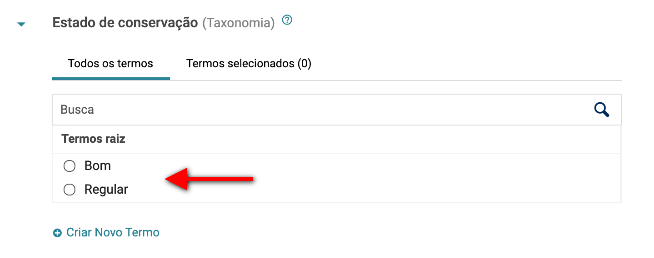 Estado de conservação (Taxonomia)
Todos os termos Termos selecionados (0)
Busca
Termos raiz
Bom
Regular
Criar Novo Termo